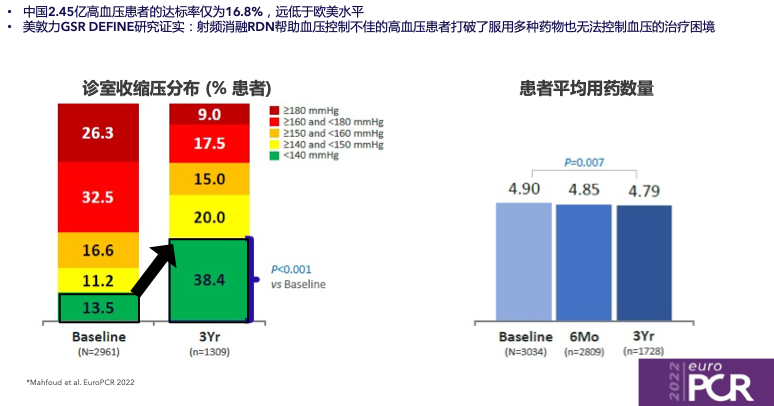 • 中国2.45亿高血压患者的达标率仅为16.8%，远低于欧美水平
• 美敦力GSR DEFINE研究证实：射频消融RDN帮助血压控制不佳的高血压患者打破了服用多种药物也无法控制血压的治疗困境
诊室收缩压分布 (% 患者)
26.3
32.5
16.6
11.2
13.5
Baseline
(N=2961)
9.0
17.5
15.0
20.0
38.4
3Yr
(n=1309)
≥180 mmHg
≥160 and <180 mmHg
≥150 and <160 mmHg
≥140 and <150 mmHg
<140 mmHg
P<0.001
vs Baseline
患者平均用药数量
P=0.007
4.90
4.85
4.79
Baseline
6Mo
3Yr
(N=3034)
(n=2809)
(n=1728)
*Mahfoud et al. EuroPCR 2022
2022
euro
PCR